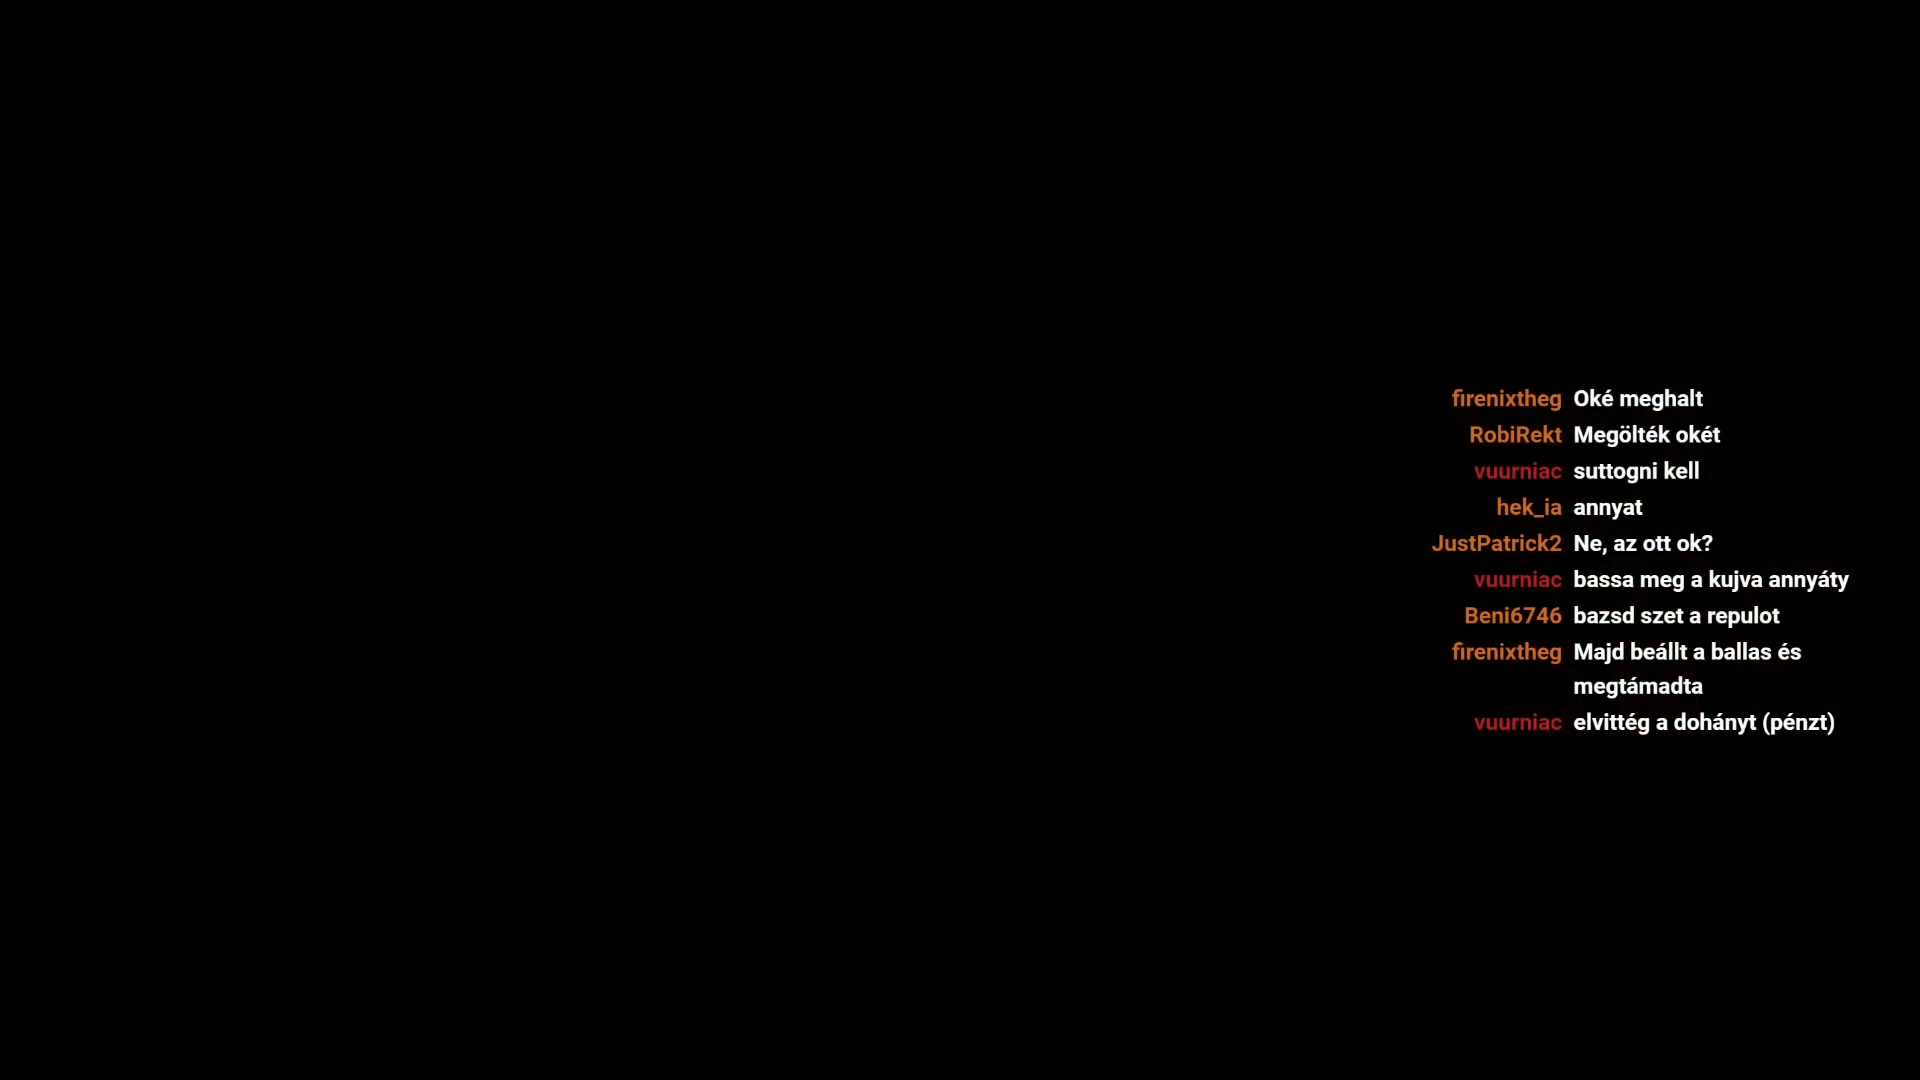 firenixtheg Oké meghalt
RobiRekt Megölték okét
vuurniac suttogni kell
hek_ia annyat
JustPatrick2 Ne, az ott ok?
vuurniac bassa meg a kujva annyáty
Beni6746 bazsd szet a repulot
firenixtheg Majd beállt a ballas és
megtámadta
vuurniac elvittég a dohányt (pénzt)